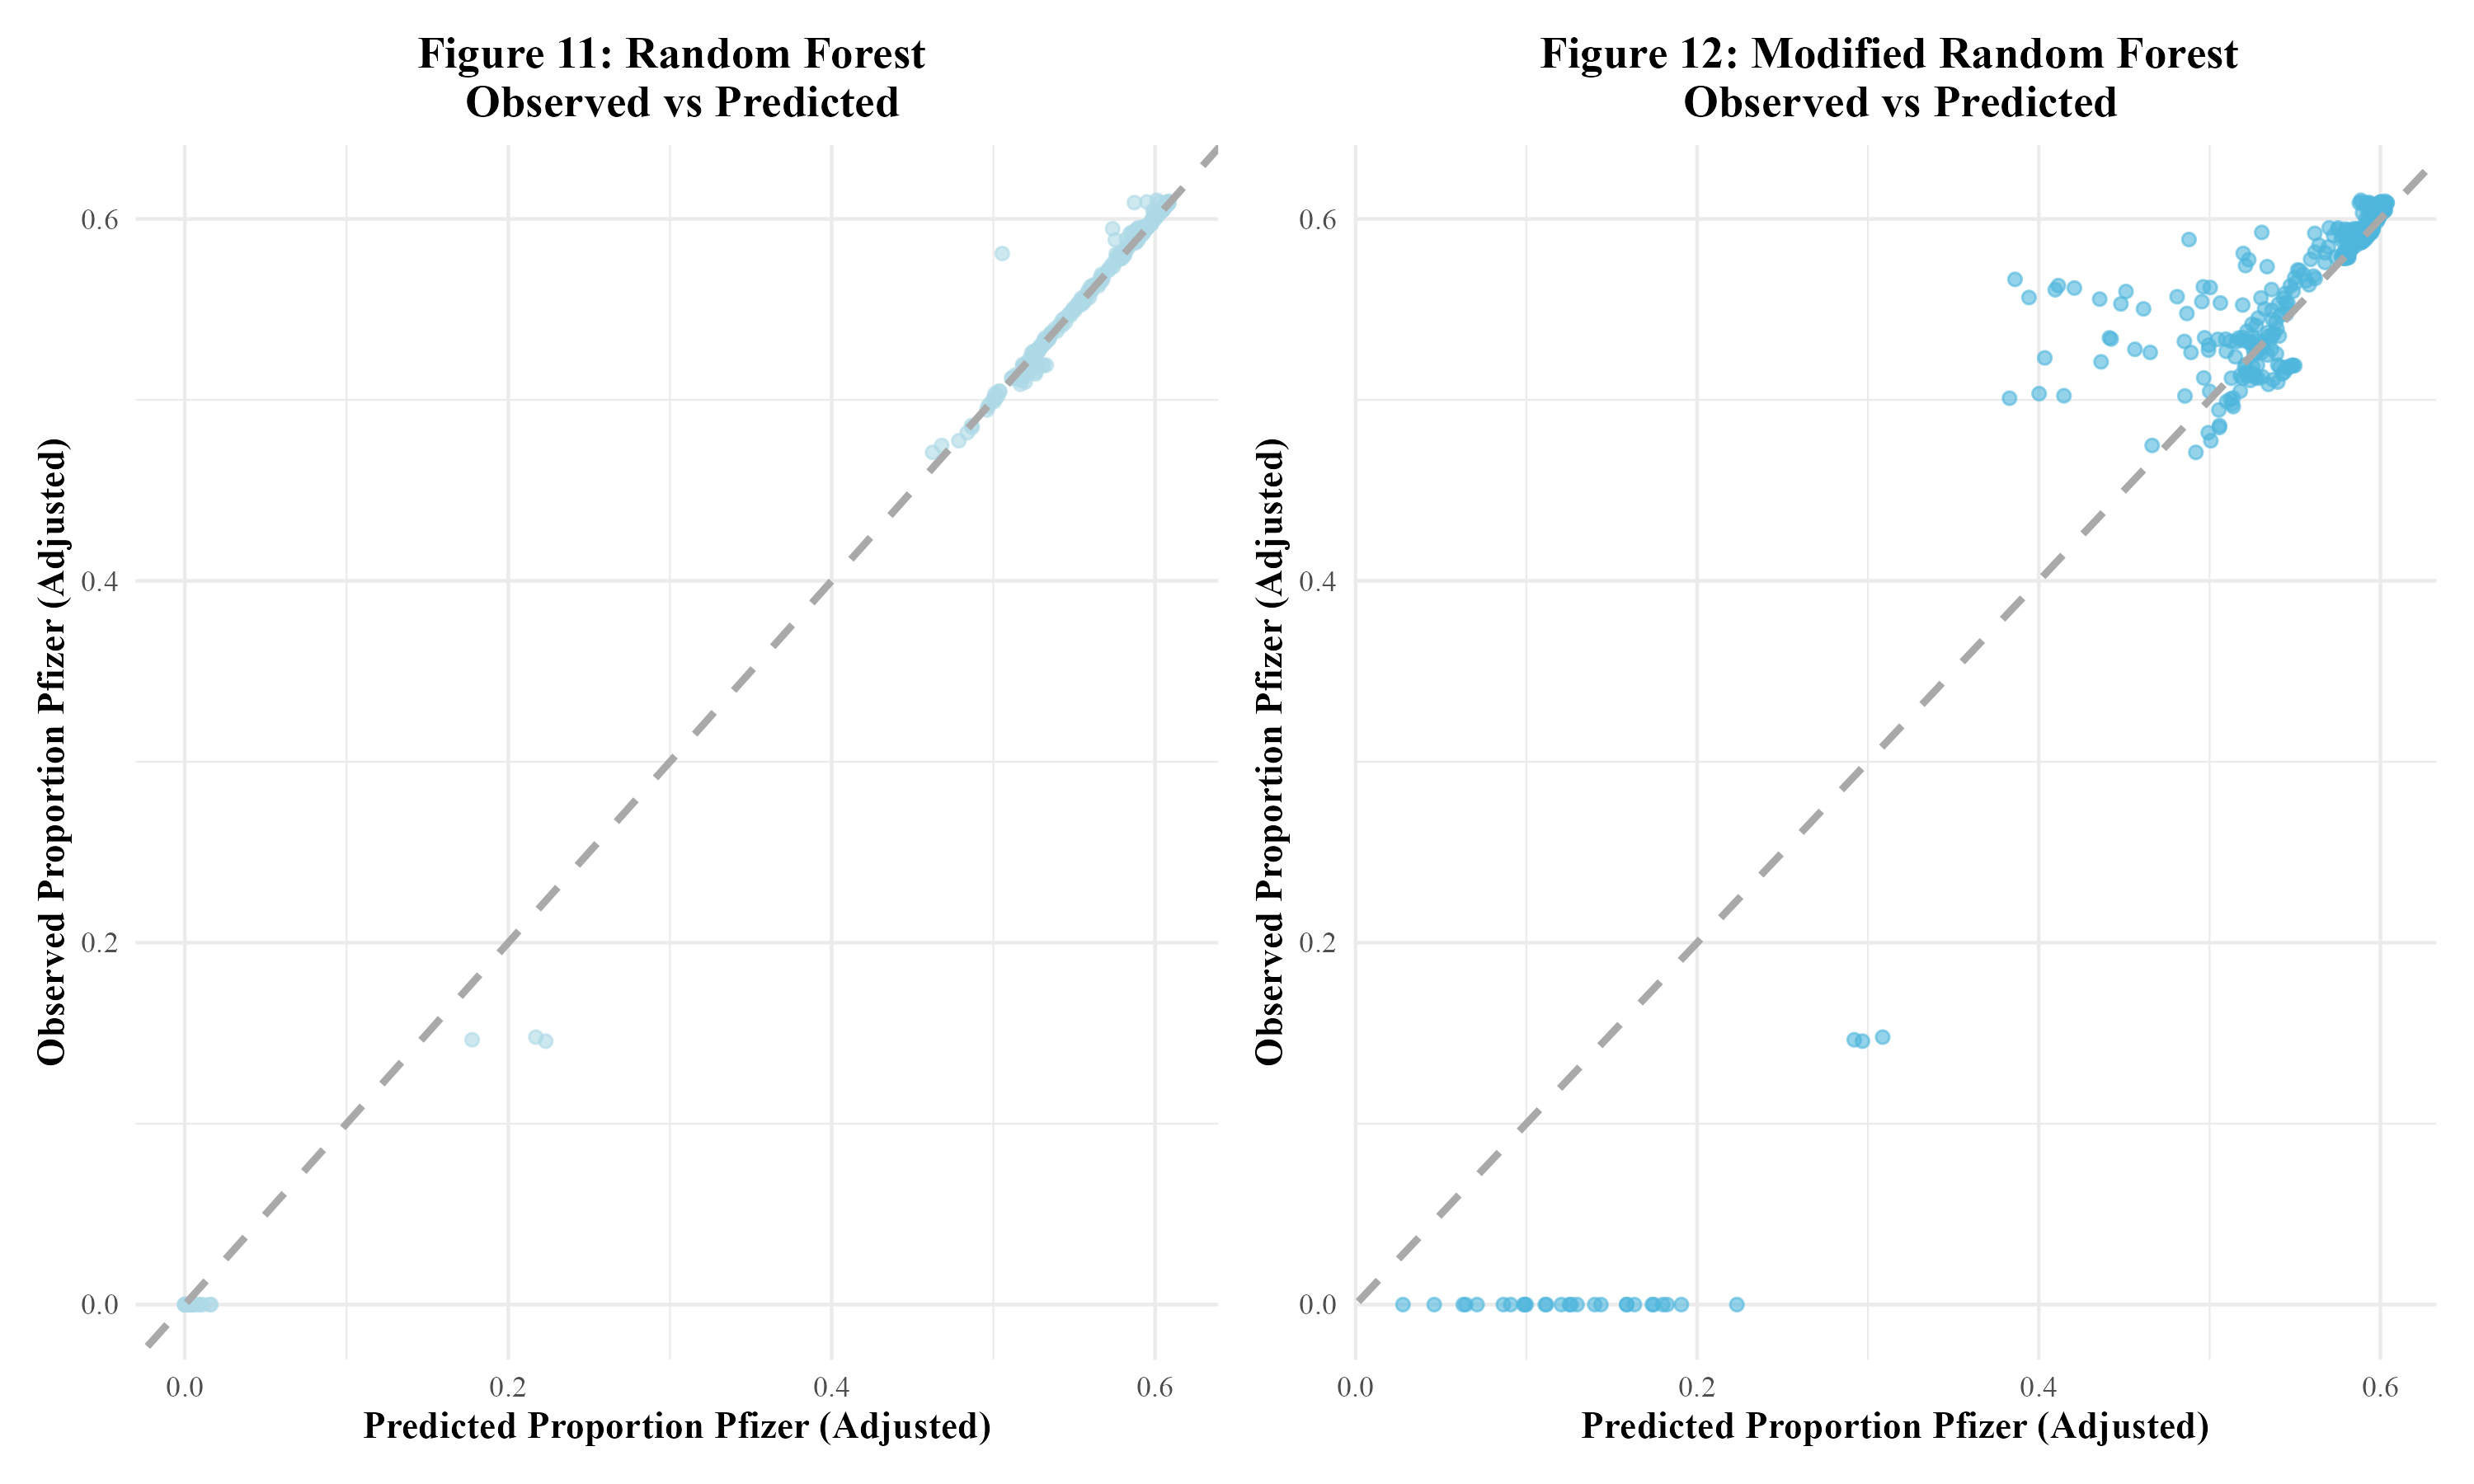 Figure 11: Random Forest
Observed vs Predicted
Observed Proportion Pfizer (Adjusted)
0.6
0.4
0.2
0.0
0.0
0.2
0.4
0.6
Predicted Proportion Pfizer (Adjusted)
Figure 12: Modified Random Forest
Observed vs Predicted
Observed Proportion Pfizer (Adjusted)
0.6
0.4
0.2
0.0
0.0
0.2
0.4
0.6
Predicted Proportion Pfizer (Adjusted)